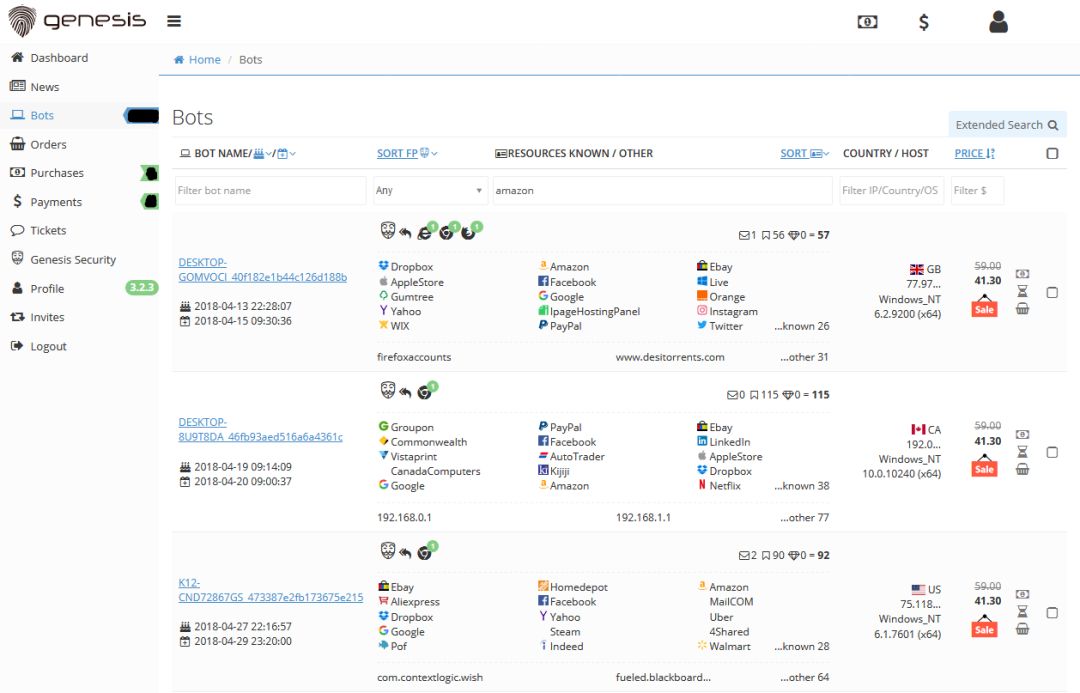 genesis
Dashboard
News
Bots
Orders
Purchases
Payments
Tickets
Genesis Security
Profile 3.2.3
Invites
Logout
$
Home / Bots
Bots
Extended Search
BOT NAME/ / SORT FP RESOURCES KNOWN / OTHER SORT COUNTRY / HOST PRICE
Filter bot name Any amazon Filter IP/Country/OS Filter $
1 1 1 1 56 0 = 57
DESKTOP-
GOMVOCI_40f182e1b44c126d188b
2018-04-13 22:28:07
2018-04-15 09:30:36
Dropbox Amazon Ebay
AppleStore Facebook Live
Gumtree Google Orange
Yahoo IpageHostingPanel Instagram
WIX PayPal Twitter ...known 26
firefoxaccounts www.desitorrents.com ...other 31
GB
77.97...
Windows_NT
6.2.9200 (x64)
59.00
41.30
Sale
1 0 115 0 = 115
DESKTOP-
8U9T8DA_46fb93aed516a6a4361c
2018-04-19 09:14:09
2018-04-20 09:00:37
Groupon PayPal Ebay
Commonwealth Facebook LinkedIn
Vistaprint AutoTrader AppleStore
CanadaComputers Kijiji Dropbox
Google Amazon Netflix ...known 38
192.168.0.1 192.168.1.1 ...other 77
CA
192.0...
Windows_NT
10.0.10240 (x64)
59.00
41.30
Sale
1 2 90 0 = 92
K12-
CND72867GS_473387e2fb173675e215
2018-04-27 22:16:57
2018-04-29 23:20:00
Ebay Homedepot Amazon
Aliexpress Facebook MailCOM
Dropbox Yahoo Uber
Google Steam 4Shared
Pof Indeed Walmart ...known 28
com.contextlogic.wish fueled.blackboard... ...other 64
US
75.118...
Windows_NT
6.1.7601 (x64)
59.00
41.30
Sale